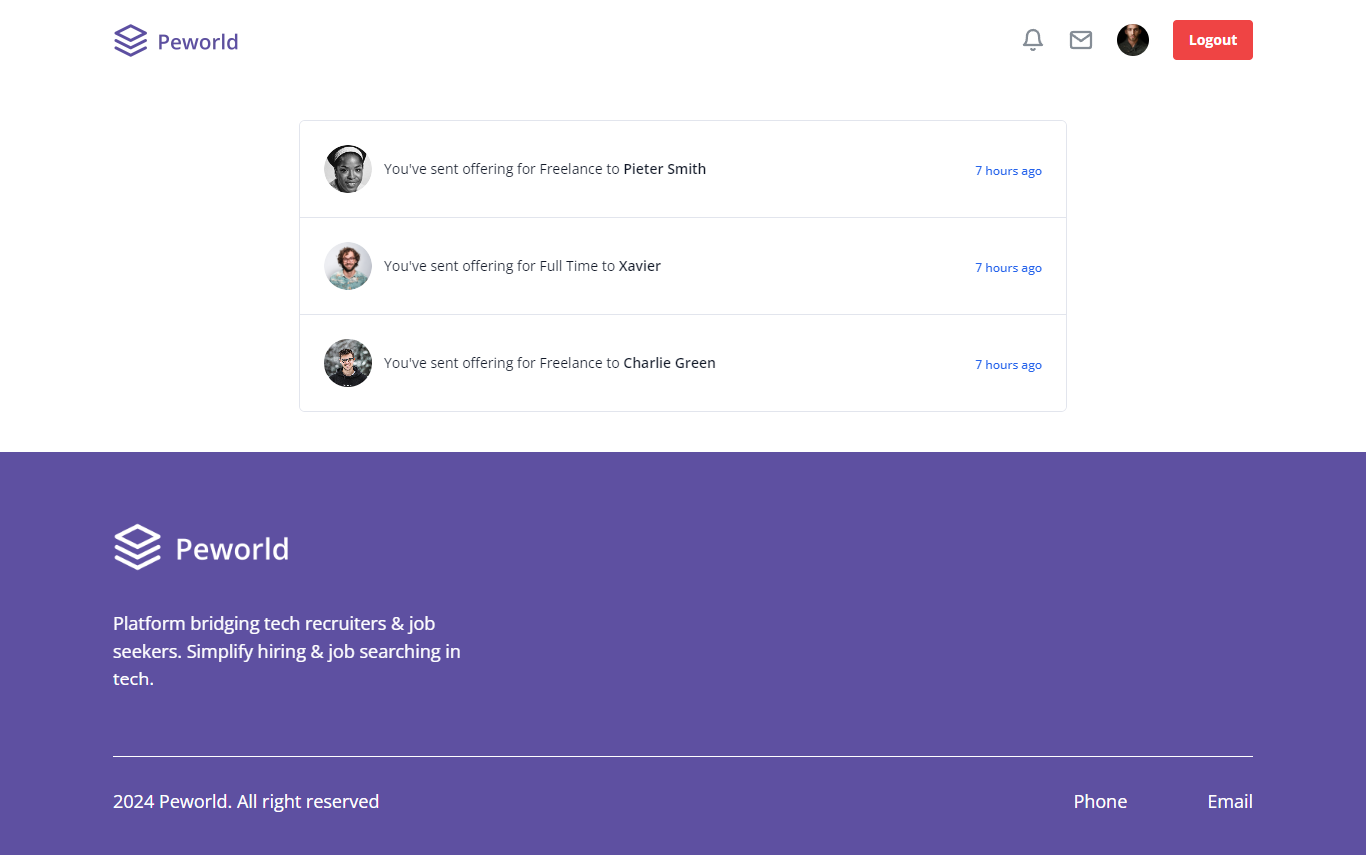 Peworld
Logout
You've sent offering for Freelance to Pieter Smith
7 hours ago
You've sent offering for Full Time to Xavier
7 hours ago
You've sent offering for Freelance to Charlie Green
7 hours ago
Peworld
Platform bridging tech recruiters & job
seekers. Simplify hiring & job searching in
tech.
2024 Peworld. All right reserved
Phone
Email